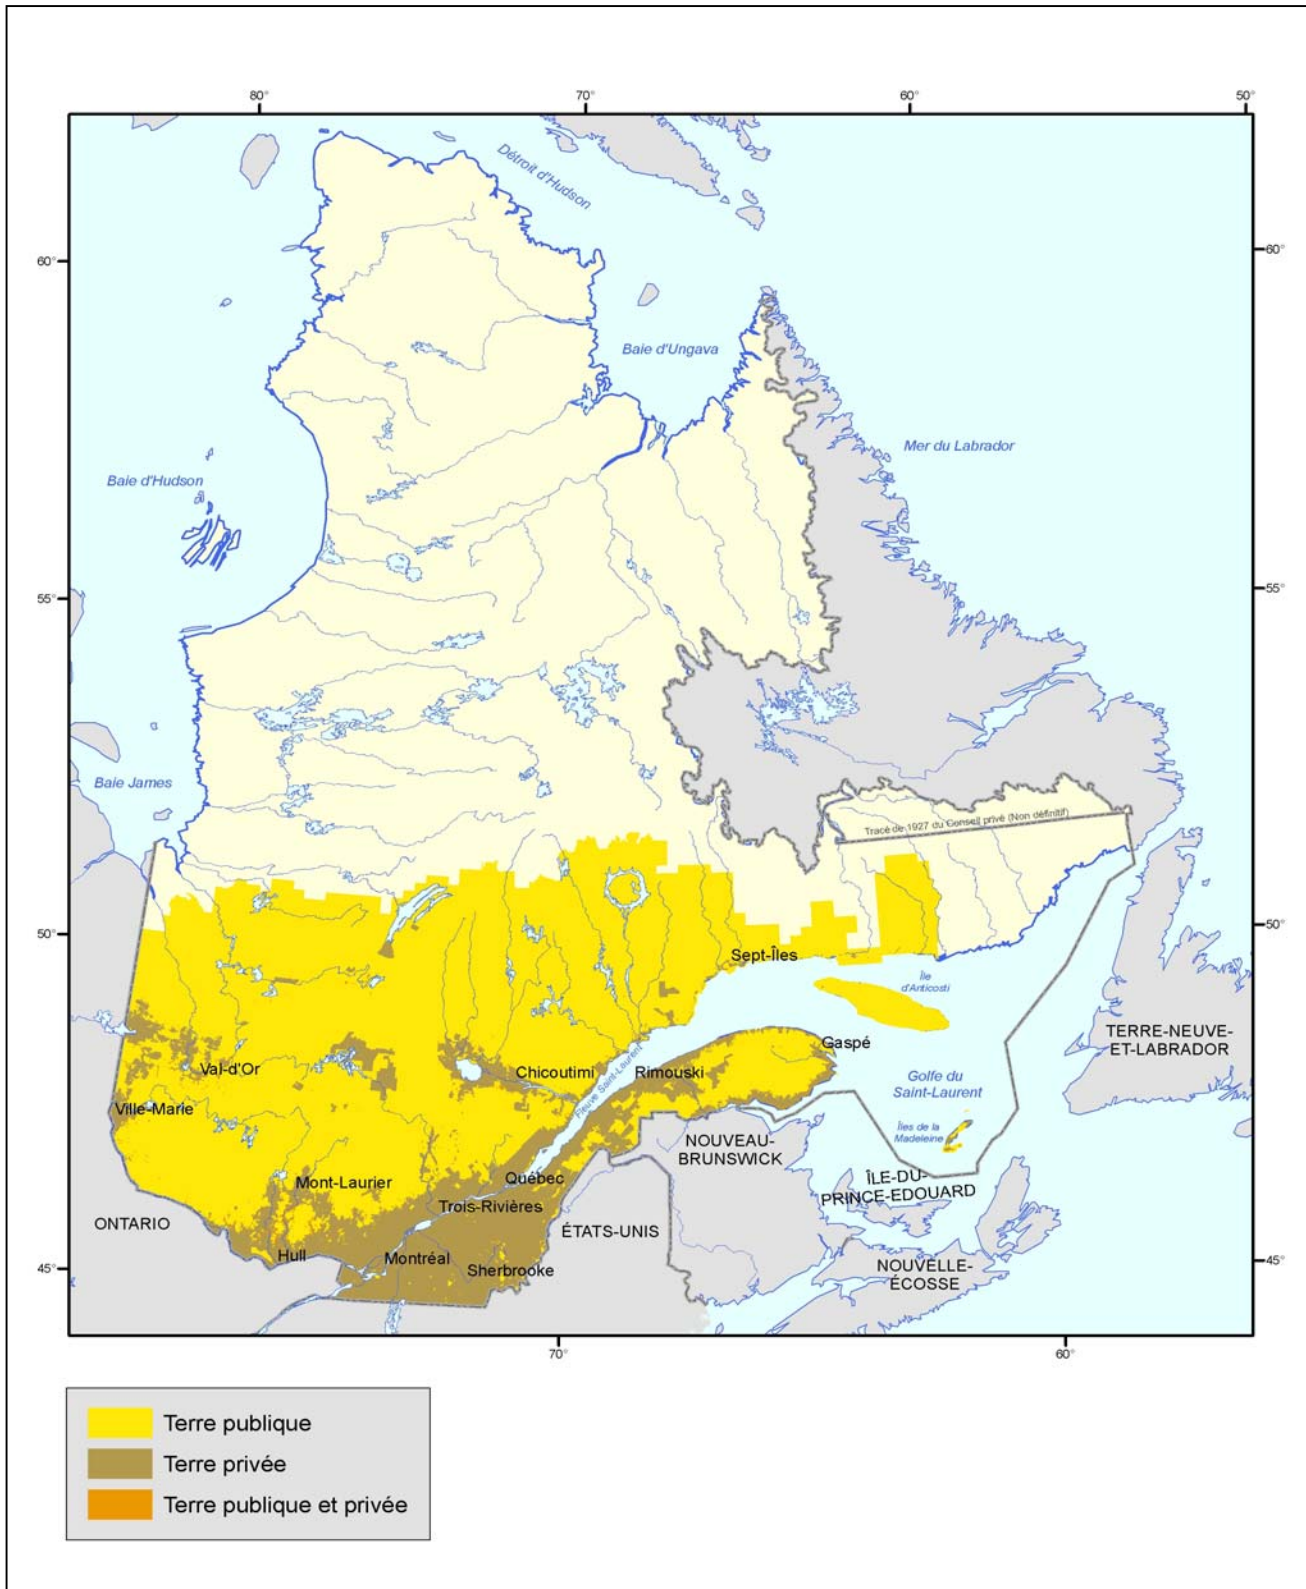 80°
70°
60°
50°
Détroit d'Hudson
60°
60°
Baie d'Ungava
Mer du Labrador
Baie d'Hudson
55°
55°
Baie James
Tracé de 1927 du Conseil privé (Non définitif)
50°
50°
Sept-Îles
Île
d'Anticosti
TERRE-NEUVE-
ET-LABRADOR
Gaspé
Val-d'Or
Chicoutimi
Rimouski
Fleuve Saint-Laurent
Golfe du
Saint-Laurent
Ville-Marie
Îles de la
Madeleine
NOUVEAU-
BRUNSWICK
Québec
Mont-Laurier
ÎLE-DU-
PRINCE-EDOUARD
Trois-Rivières
ONTARIO
ÉTATS-UNIS
Hull
Montréal
Sherbrooke
NOUVELLE-
ÉCOSSE
45°
45°
70°
60°
Terre publique
Terre privée
Terre publique et privée